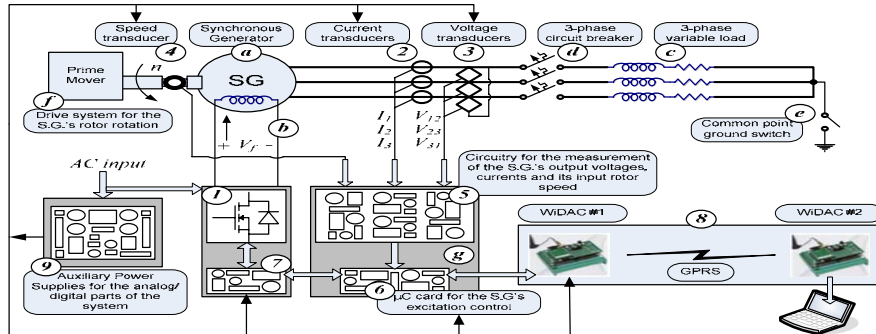 Speed
transducer
4
Synchronous
Generator
a
Current
transducers
2
Voltage
transducers
3
3-phase
circuit breaker
d
3-phase
variable load
c
Prime
Mover
n
SG
f
Drive system for the
S.G.'s rotor rotation
b
+ Vf -
I1
I2
I3
V12
V23
V31
e
Common point
ground switch
AC input
1
5
Circuitry for the measurement
of the S.G.'s output voltages,
currents and its input rotor
speed
WiDAC #1
8
WiDAC #2
GPRS
g
9
Auxiliary Power
Supplies for the analog/
digital parts of the
system
7
6
μC card for the S.G's
excitation control